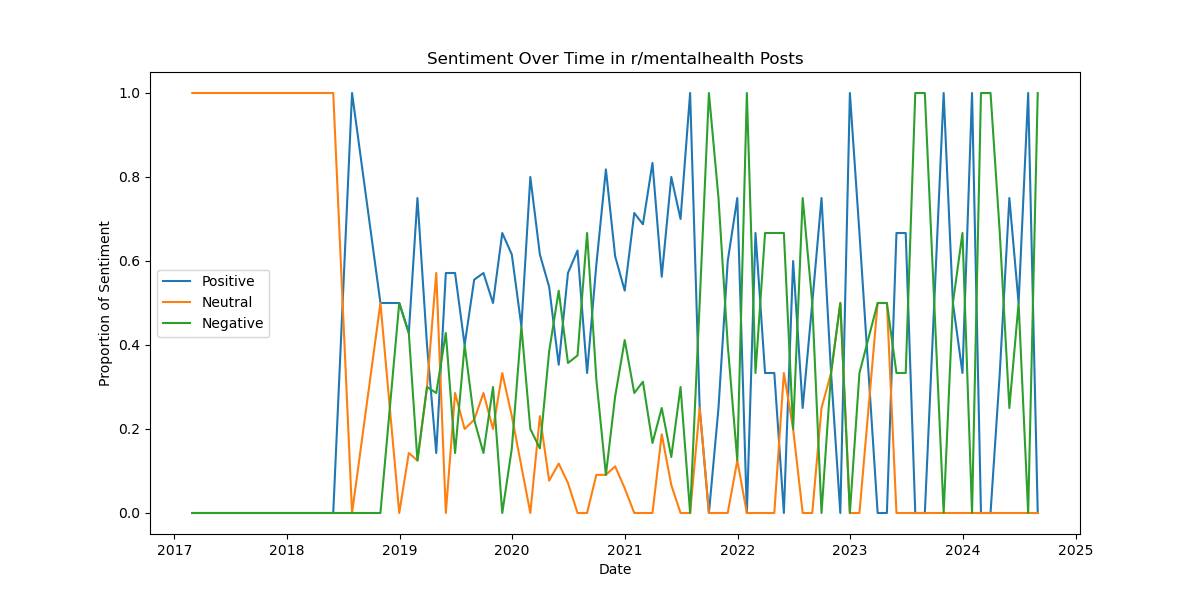 Sentiment Over Time in r/mentalhealth Posts
1.0
0.8
0.6
0.4
0.2
0.0
Proportion of Sentiment
Positive
Neutral
Negative
2017 2018 2019 2020 2021 2022 2023 2024 2025
Date